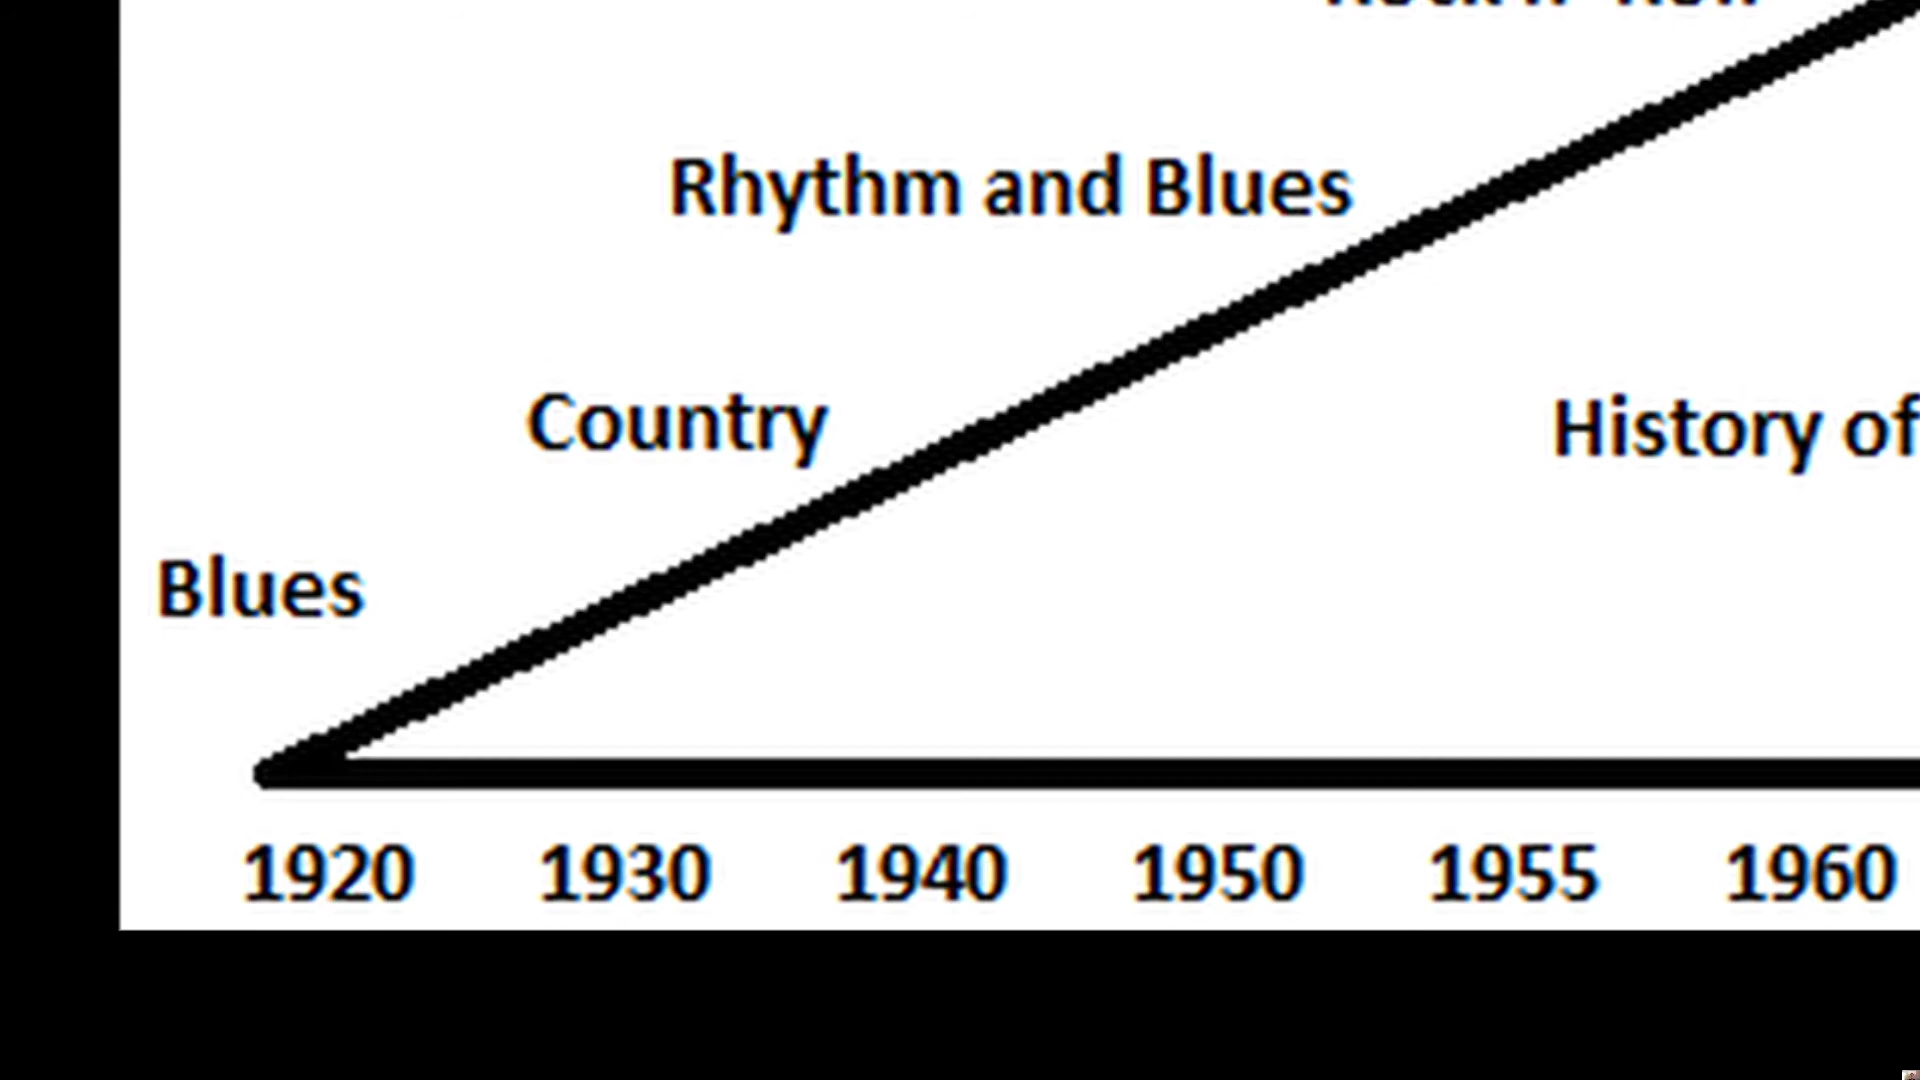 Rhythm and Blues
Country
History of
Blues
1920 1930 1940 1950 1955 1960